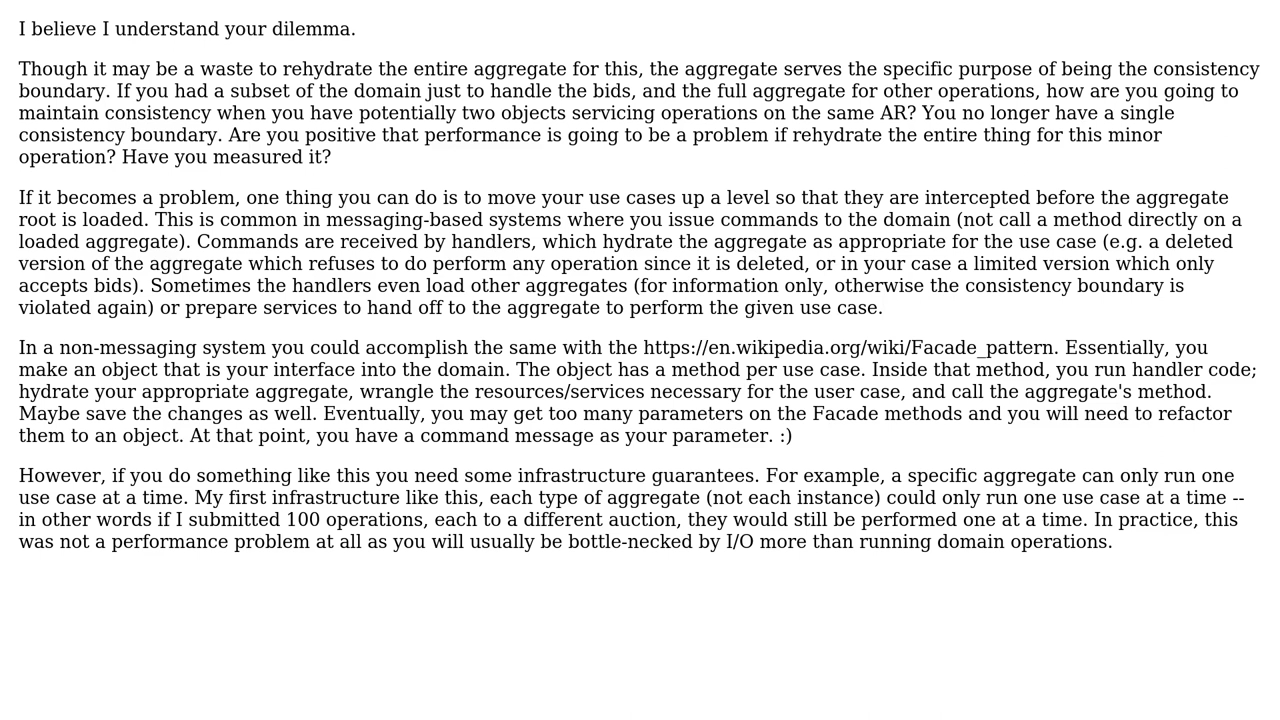 I believe I understand your dilemma.
Though it may be a waste to rehydrate the entire aggregate for this, the aggregate serves the specific purpose of being the consistency
boundary. If you had a subset of the domain just to handle the bids, and the full aggregate for other operations, how are you going to
maintain consistency when you have potentially two objects servicing operations on the same AR? You no longer have a single
consistency boundary. Are you positive that performance is going to be a problem if rehydrate the entire thing for this minor
operation? Have you measured it?
If it becomes a problem, one thing you can do is to move your use cases up a level so that they are intercepted before the aggregate
root is loaded. This is common in messaging-based systems where you issue commands to the domain (not call a method directly on a
loaded aggregate). Commands are received by handlers, which hydrate the aggregate as appropriate for the use case (e.g. a deleted
version of the aggregate which refuses to do perform any operation since it is deleted, or in your case a limited version which only
accepts bids). Sometimes the handlers even load other aggregates (for information only, otherwise the consistency boundary is
violated again) or prepare services to hand off to the aggregate to perform the given use case.
In a non-messaging system you could accomplish the same with the https://en.wikipedia.org/wiki/Facade_pattern. Essentially, you
make an object that is your interface into the domain. The object has a method per use case. Inside that method, you run handler code;
hydrate your appropriate aggregate, wrangle the resources/services necessary for the user case, and call the aggregate's method.
Maybe save the changes as well. Eventually, you may get too many parameters on the Facade methods and you will need to refactor
them to an object. At that point, you have a command message as your parameter. :)
However, if you do something like this you need some infrastructure guarantees. For example, a specific aggregate can only run one
use case at a time. My first infrastructure like this, each type of aggregate (not each instance) could only run one use case at a time --
in other words if I submitted 100 operations, each to a different auction, they would still be performed one at a time. In practice, this
was not a performance problem at all as you will usually be bottle-necked by I/O more than running domain operations.